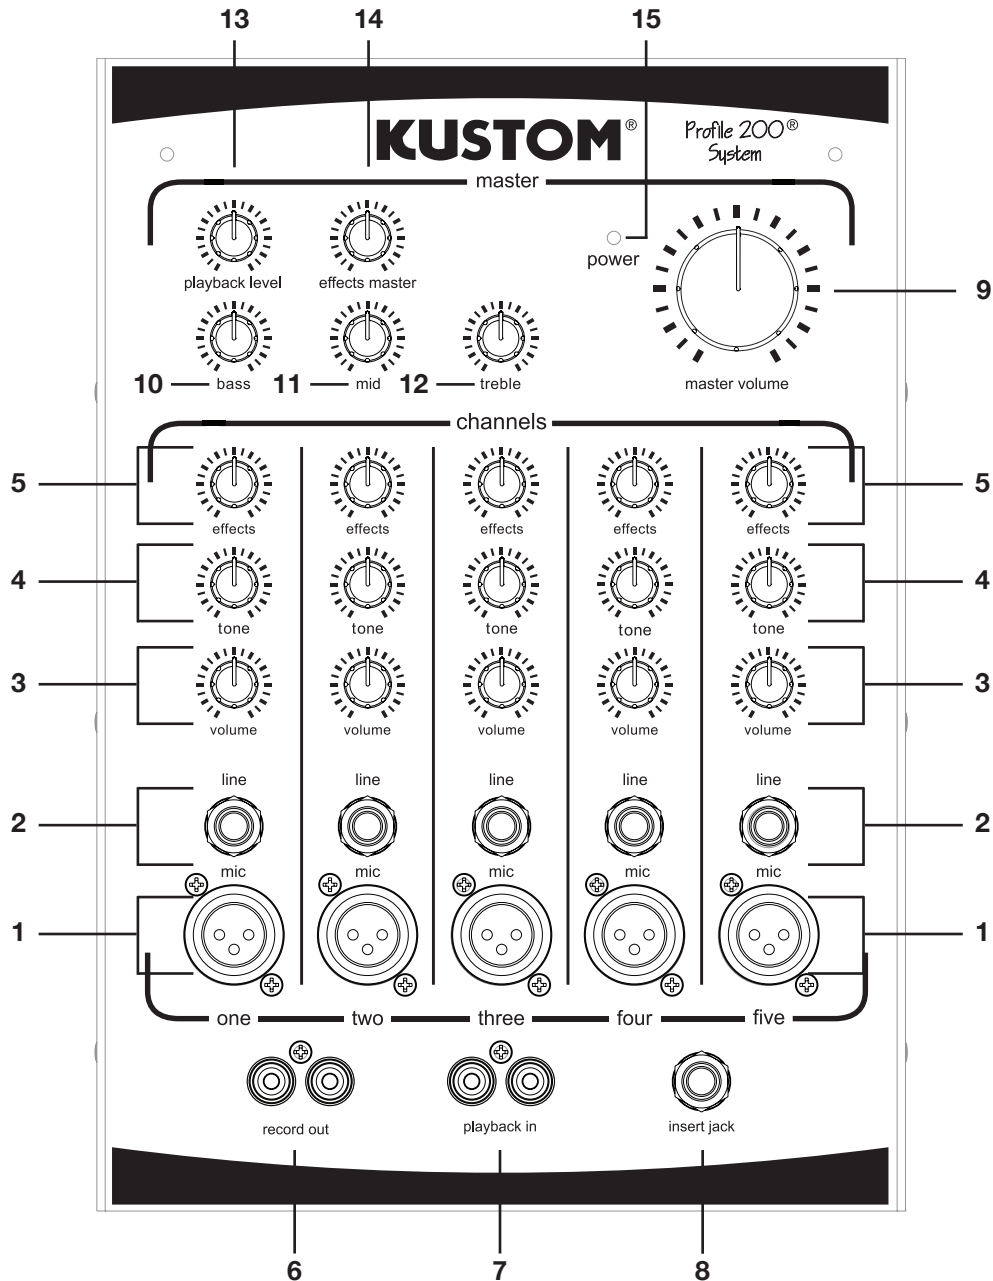 13 14 15
KUSTOM® Profile 200®
System
master
playback level effects master power
9
10 bass 11 mid 12 treble master volume
channels
5 5
effects effects effects effects effects
4 4
tone tone tone tone tone
3 3
volume volume volume volume volume
line line line line line
2 2
mic mic mic mic mic
1 1
one two three four five
record out playback in insert jack
6 7 8